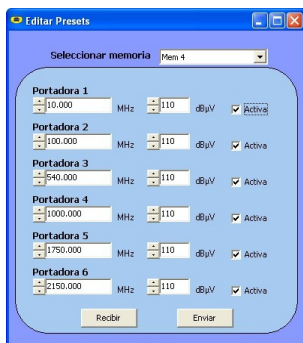 Editar Presets
Seleccionar memoria Mem 4
Portadora 1
10.000 MHz 110 dBµV Activa
Portadora 2
100.000 MHz 110 dBµV Activa
Portadora 3
540.000 MHz 110 dBµV Activa
Portadora 4
1000.000 MHz 110 dBµV Activa
Portadora 5
1750.000 MHz 110 dBµV Activa
Portadora 6
2150.000 MHz 110 dBµV Activa
Recibir Enviar